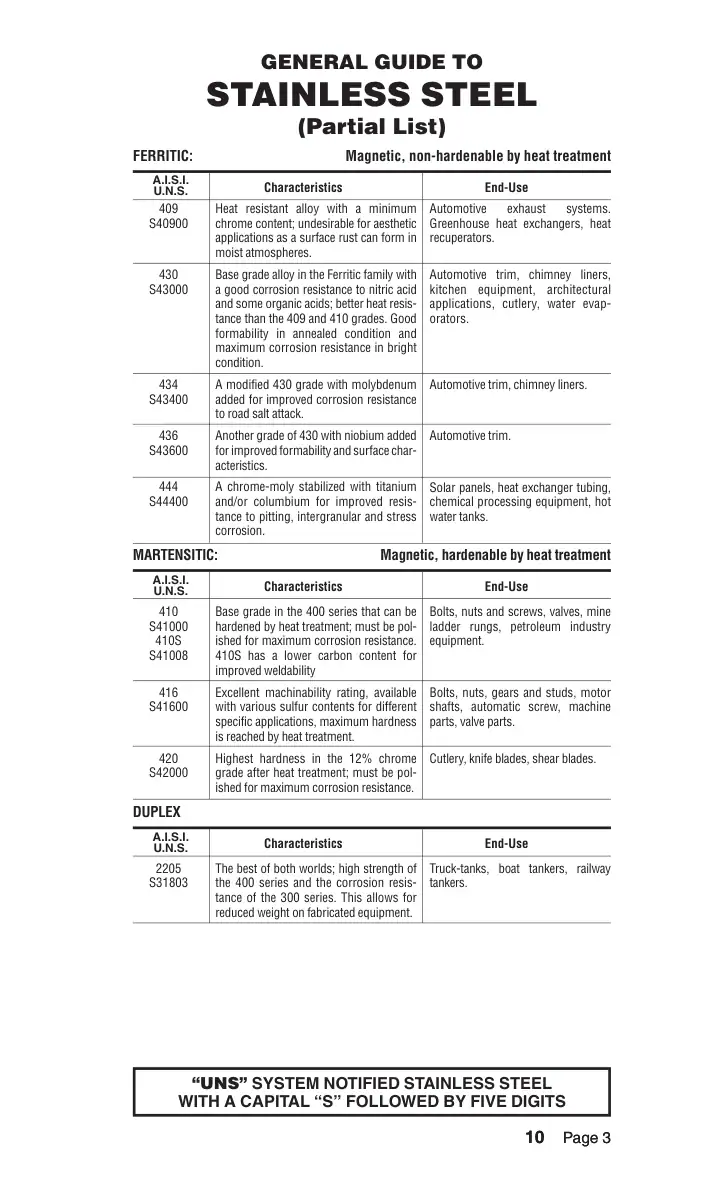 GENERAL GUIDE TO
STAINLESS STEEL
(Partial List)
FERRITIC: Magnetic, non-hardenable by heat treatment
A.I.S.I.
U.N.S.
Characteristics
End-Use
409
S40900
Heat resistant alloy with a minimum
chrome content; undesirable for aesthetic
applications as a surface rust can form in
moist atmospheres.
Automotive exhaust systems.
Greenhouse heat exchangers, heat
recuperators.
430
S43000
Base grade alloy in the Ferritic family with
a good corrosion resistance to nitric acid
and some organic acids; better heat resis-
tance than the 409 and 410 grades. Good
formability in annealed condition and
maximum corrosion resistance in bright
condition.
Automotive trim, chimney liners,
kitchen equipment, architectural
applications, cutlery, water evap-
orators.
434
S43400
A modified 430 grade with molybdenum
added for improved corrosion resistance
to road salt attack.
Automotive trim, chimney liners.
436
S43600
Another grade of 430 with niobium added
for improved formability and surface char-
acteristics.
Automotive trim.
444
S44400
A chrome-moly stabilized with titanium
and/or columbium for improved resis-
tance to pitting, intergranular and stress
corrosion.
Solar panels, heat exchanger tubing,
chemical processing equipment, hot
water tanks.
MARTENSITIC: Magnetic, hardenable by heat treatment
A.I.S.I.
U.N.S.
Characteristics
End-Use
410
S41000
410S
S41008
Base grade in the 400 series that can be
hardened by heat treatment; must be pol-
ished for maximum corrosion resistance.
410S has a lower carbon content for
improved weldability
Bolts, nuts and screws, valves, mine
ladder rungs, petroleum industry
equipment.
416
S41600
Excellent machinability rating, available
with various sulfur contents for different
specific applications, maximum hardness
is reached by heat treatment.
Bolts, nuts, gears and studs, motor
shafts, automatic screw, machine
parts, valve parts.
420
S42000
Highest hardness in the 12% chrome
grade after heat treatment; must be pol-
ished for maximum corrosion resistance.
Cutlery, knife blades, shear blades.
DUPLEX
A.I.S.I.
U.N.S.
Characteristics
End-Use
2205
S31803
The best of both worlds; high strength of
the 400 series and the corrosion resis-
tance of the 300 series. This allows for
reduced weight on fabricated equipment.
Truck-tanks, boat tankers, railway
tankers.
“UNS” SYSTEM NOTIFIED STAINLESS STEEL
WITH A CAPITAL “S” FOLLOWED BY FIVE DIGITS
10 Page 3